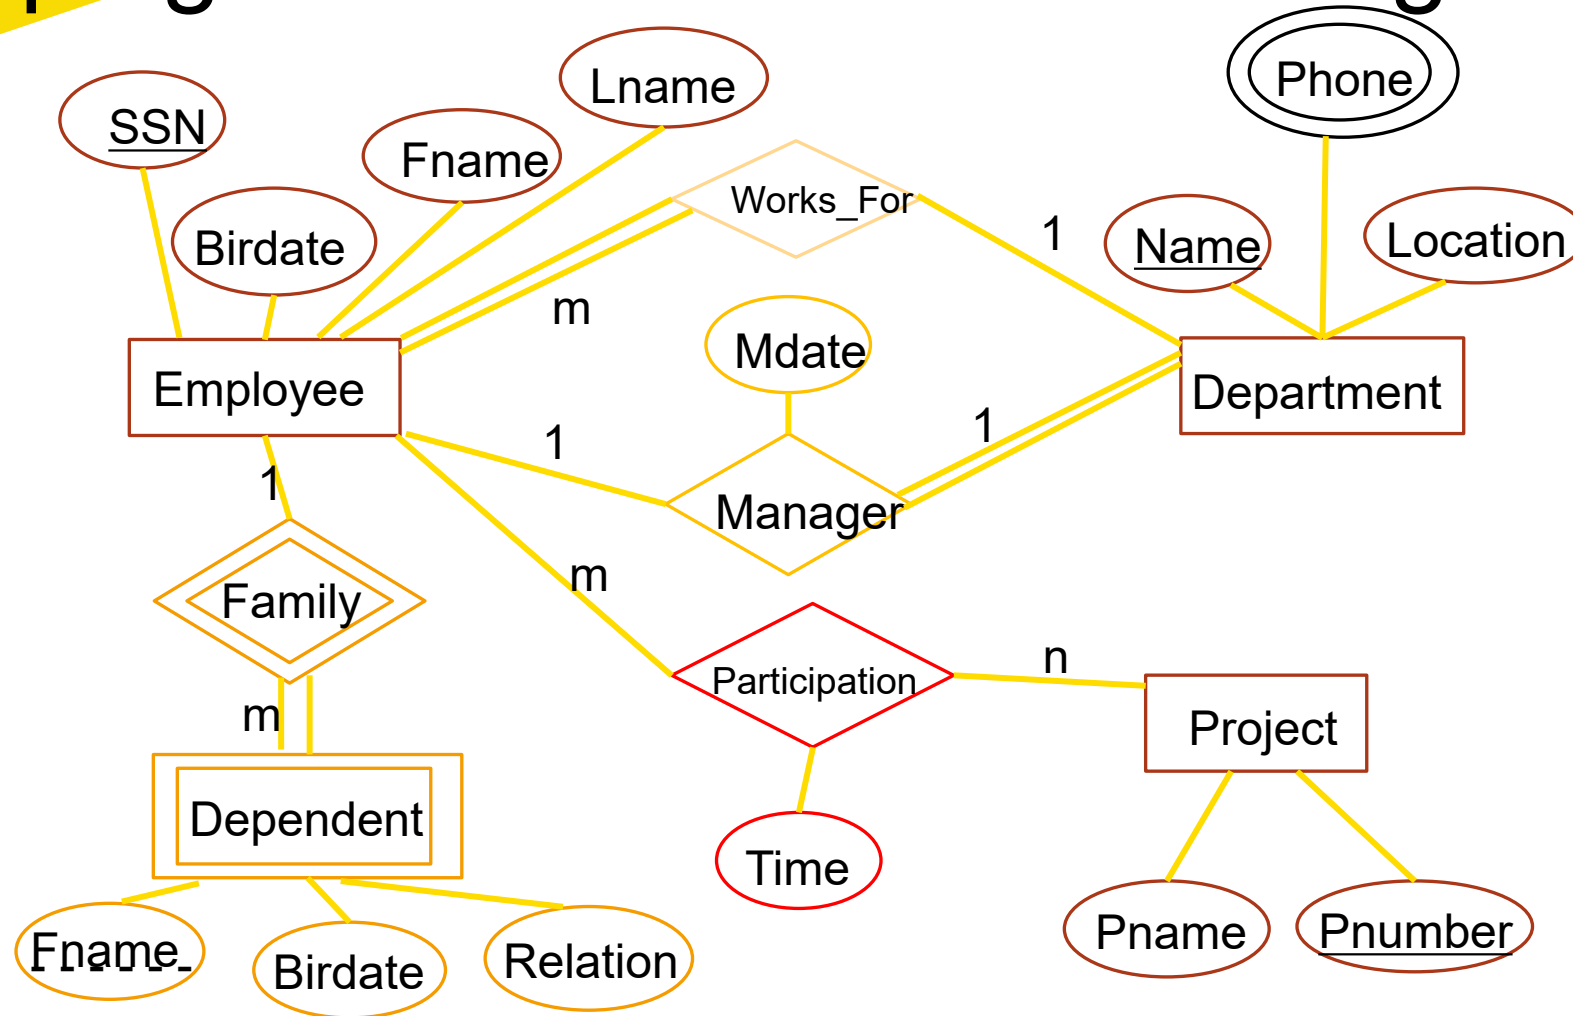 Phone
Lname
SSN
Fname
Works_For
Birdate
1
Name
Location
m
Mdate
Employee
Department
1
1
1
Manager
m
Family
n
Participation
m
Project
Dependent
Time
Fname
Birdate
Relation
Pname
Pnumber